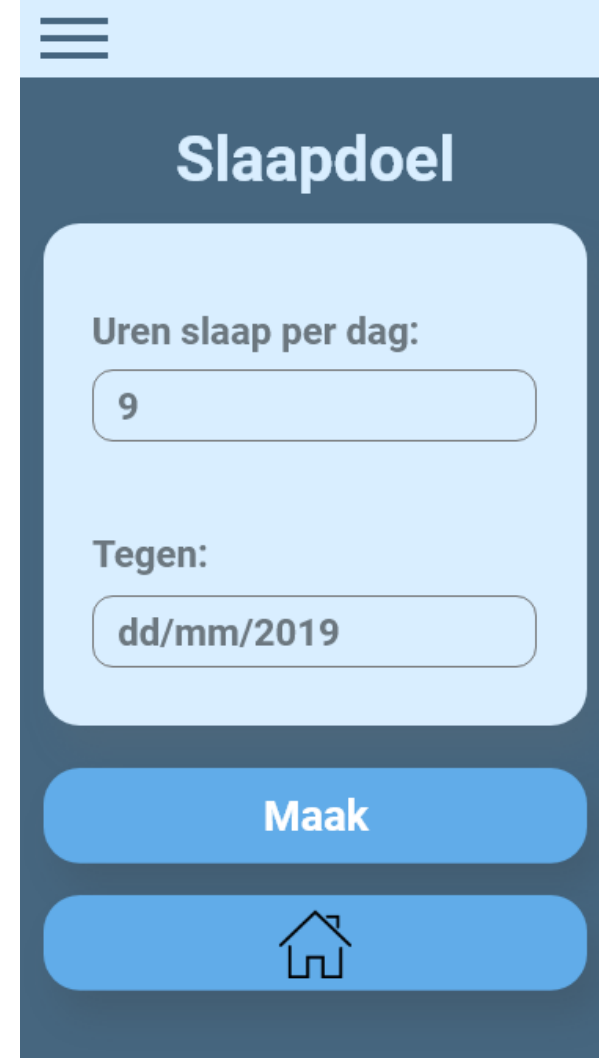 Slaapdoel
Uren slaap per dag:
9
Tegen:
dd/mm/2019
Maak